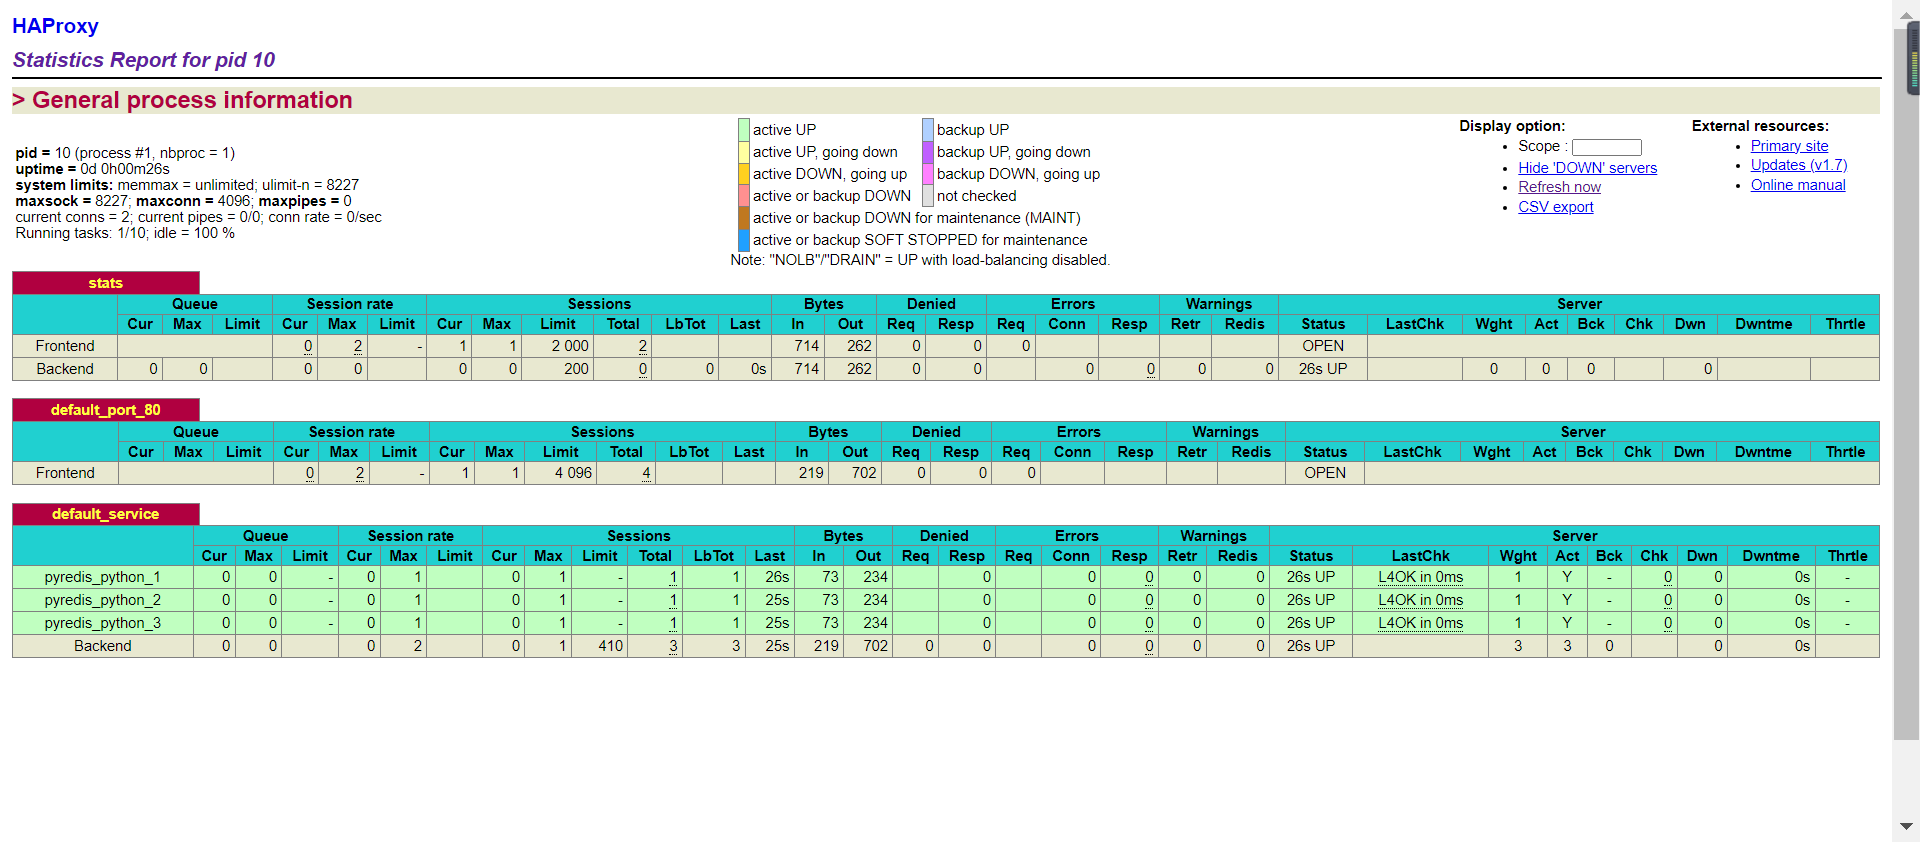 HAProxy
Statistics Report for pid 10
> General process information
pid = 10 (process #1, nbproc = 1)
uptime = 0d 0h00m26s
system limits: memmax = unlimited; ulimit-n = 8227
maxsock = 8227; maxconn = 4096; maxpipes = 0
current conns = 2; current pipes = 0/0; conn rate = 0/sec
Running tasks: 1/10; idle = 100 %
active UP backup UP
active UP, going down backup UP, going down
active DOWN, going up backup DOWN, going up
active or backup DOWN not checked
active or backup DOWN for maintenance (MAINT)
active or backup SOFT STOPPED for maintenance
Note: "NOLB"/"DRAIN" = UP with load-balancing disabled.
Display option:
• Scope :
• Hide 'DOWN' servers
• Refresh now
• CSV export
External resources:
• Primary site
• Updates (v1.7)
• Online manual
stats
Queue Session rate Sessions Bytes Denied Errors Warnings Server
Cur Max Limit Cur Max Limit Cur Max Limit Total LbTot Last In Out Req Resp Req Conn Resp Retr Redis Status LastChk Wght Act Bck Chk Dwn Dwntme Thrtle
Frontend 0 2 - 1 1 2 000 2 714 262 0 0 0 OPEN
Backend 0 0 0 0 0 0 200 0 0 0s 714 262 0 0 0 0 0 0 26s UP 0 0 0 0
default_port_80
Queue Session rate Sessions Bytes Denied Errors Warnings Server
Cur Max Limit Cur Max Limit Cur Max Limit Total LbTot Last In Out Req Resp Req Conn Resp Retr Redis Status LastChk Wght Act Bck Chk Dwn Dwntme Thrtle
Frontend 0 2 - 1 1 4 096 4 219 702 0 0 0 OPEN
default_service
Queue Session rate Sessions Bytes Denied Errors Warnings Server
Cur Max Limit Cur Max Limit Cur Max Limit Total LbTot Last In Out Req Resp Req Conn Resp Retr Redis Status LastChk Wght Act Bck Chk Dwn Dwntme Thrtle
pyredis_python_1 0 0 - 0 1 0 1 - 1 1 26s 73 234 0 0 0 0 0 26s UP L4OK in 0ms 1 Y - 0 0 0s -
pyredis_python_2 0 0 - 0 1 0 1 - 1 1 25s 73 234 0 0 0 0 0 26s UP L4OK in 0ms 1 Y - 0 0 0s -
pyredis_python_3 0 0 - 0 1 0 1 - 1 1 25s 73 234 0 0 0 0 0 26s UP L4OK in 0ms 1 Y - 0 0 0s -
Backend 0 0 0 2 0 1 410 3 3 25s 219 702 0 0 0 0 0 0 26s UP 3 3 0 0 0s